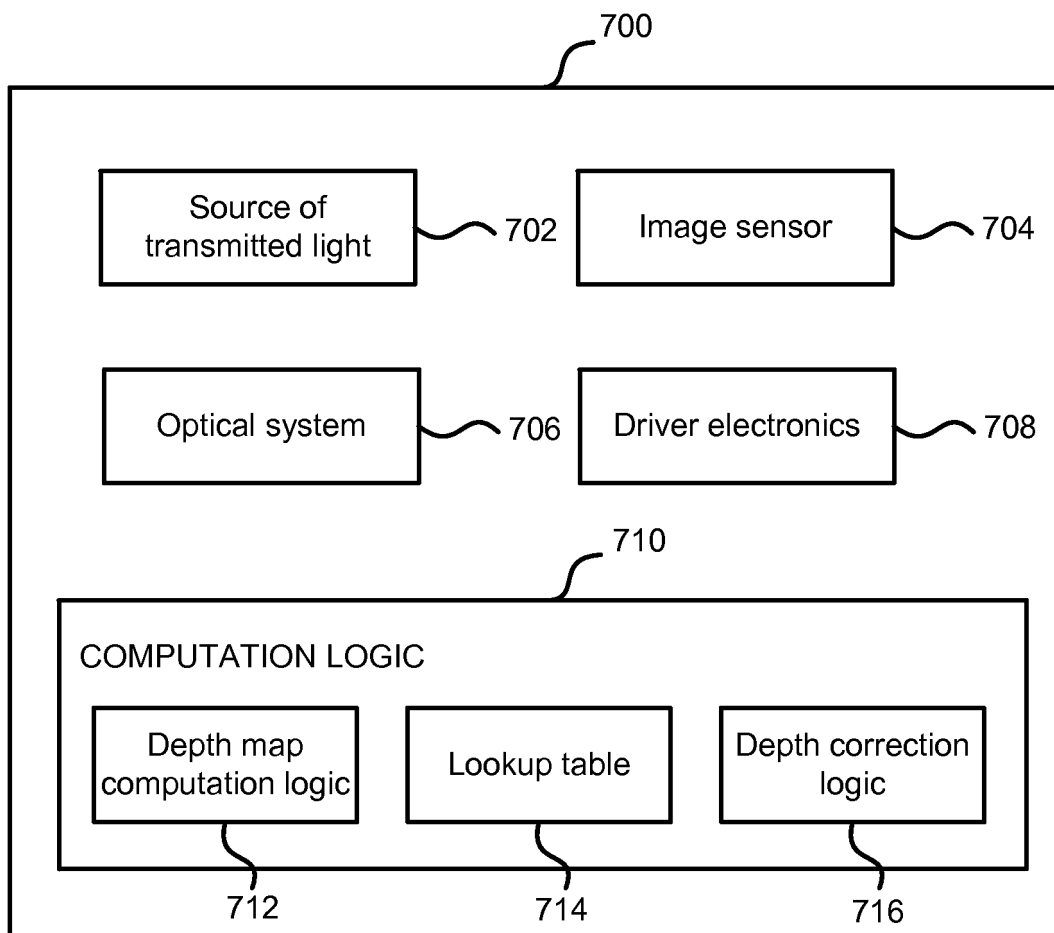 700
Source of
transmitted light
702
Image sensor
704
Optical system
706
Driver electronics
708
710
COMPUTATION LOGIC
Depth map
computation logic
Lookup table
Depth correction
logic
712
714
716